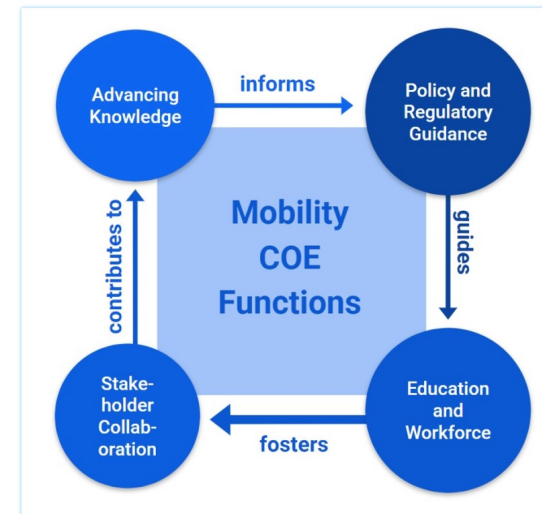 Advancing
Knowledge
informs
Policy and
Regulatory
Guidance
Mobility
COE
Functions
contributes to
guides
Stake-
holder
Collab-
oration
fosters
Education
and
Workforce